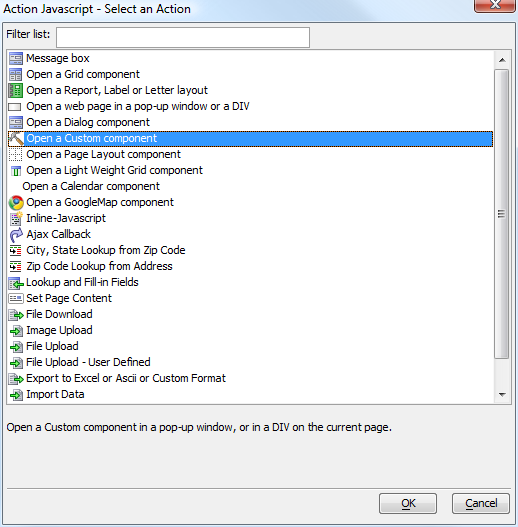 Action Javascript - Select an Action
Filter list:
Message box
Open a Grid component
Open a Report, Label or Letter layout
Open a web page in a pop-up window or a DIV
Open a Dialog component
Open a Custom component
Open a Page Layout component
Open a Light Weight Grid component
Open a Calendar component
Open a GoogleMap component
Inline-Javascript
Ajax Callback
City, State Lookup from Zip Code
Zip Code Lookup from Address
Lookup and Fill-in Fields
Set Page Content
File Download
Image Upload
File Upload
File Upload - User Defined
Export to Excel or Ascii or Custom Format
Import Data
Open a Custom component in a pop-up window, or in a DIV on the current page.
OK Cancel